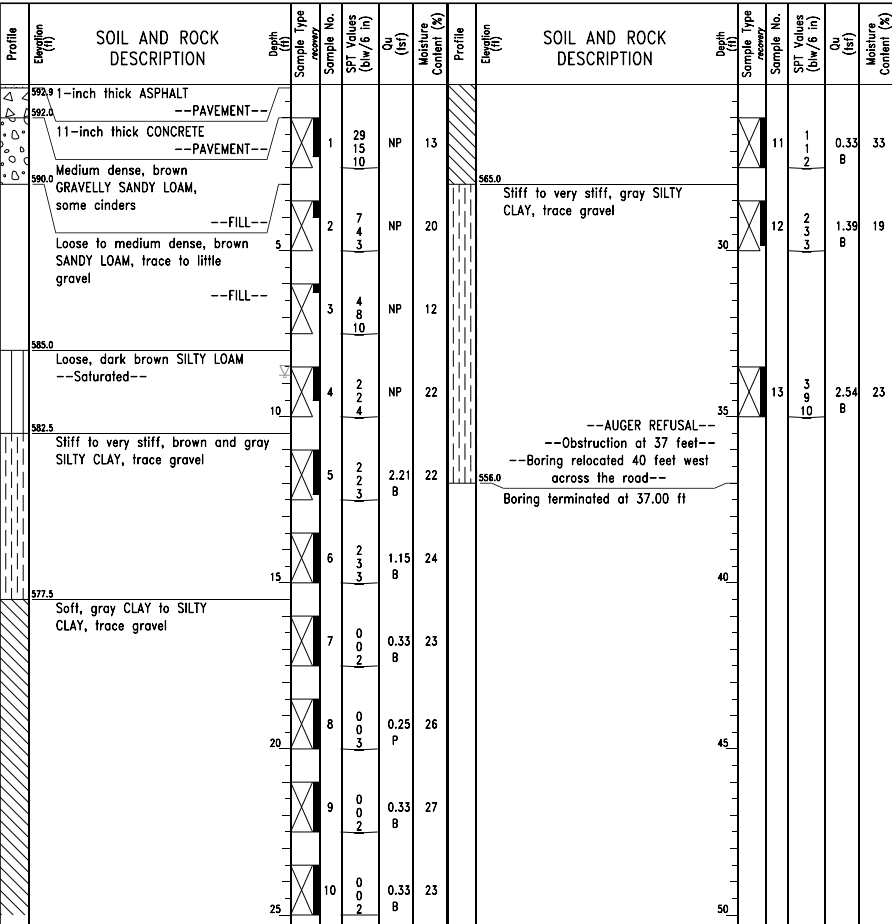 Profile
Elevation
(ft)
SOIL AND ROCK
DESCRIPTION
Depth
(ft)
Sample Type
recovery
Sample No.
SPT Values
(blw/6 in)
Qu
(tsf)
Moisture
Content (%)
592.9 1-inch thick ASPHALT
--PAVEMENT--
592.0
11-inch thick CONCRETE
--PAVEMENT--
1
29
15
10
NP
13
Medium dense, brown
590.0 GRAVELLY SANDY LOAM,
some cinders
--FILL--
2
7
4
3
NP
20
Loose to medium dense, brown
5
SANDY LOAM, trace to little
gravel
--FILL--
3
4
8
10
NP
12
585.0
Loose, dark brown SILTY LOAM
--Saturated--
4
2
2
4
NP
22
10
582.5
Stiff to very stiff, brown and gray
SILTY CLAY, trace gravel
5
2
2
3
2.21
B
22
6
2
3
3
1.15
B
24
15
577.5
Soft, gray CLAY to SILTY
CLAY, trace gravel
7
0
0
2
0.33
B
23
8
0
0
3
0.25
P
26
20
9
0
0
2
0.33
B
27
10
0
0
2
0.33
B
23
25
Profile
Elevation
(ft)
SOIL AND ROCK
DESCRIPTION
Depth
(ft)
Sample Type
recovery
Sample No.
SPT Values
(blw/6 in)
Qu
(tsf)
Moisture
Content (%)
11
1
1
2
0.33
B
33
565.0
Stiff to very stiff, gray SILTY
CLAY, trace gravel
12
2
3
3
1.39
B
19
30
13
3
9
10
2.54
B
23
35
--AUGER REFUSAL--
--Obstruction at 37 feet--
--Boring relocated 40 feet west
across the road--
556.0
Boring terminated at 37.00 ft
40
45
50